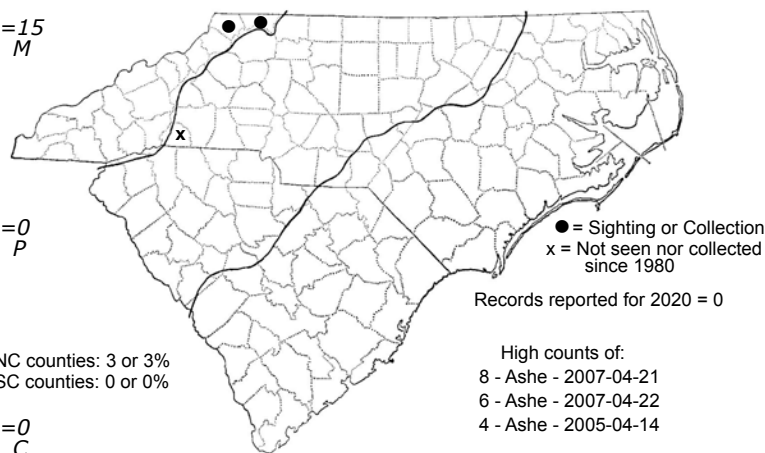 =15
M
x
=0
P
● = Sighting or Collection
x = Not seen nor collected
since 1980
Records reported for 2020 = 0
NC counties: 3 or 3%
SC counties: 0 or 0%
High counts of:
8 - Ashe - 2007-04-21
6 - Ashe - 2007-04-22
4 - Ashe - 2005-04-14
=0
C